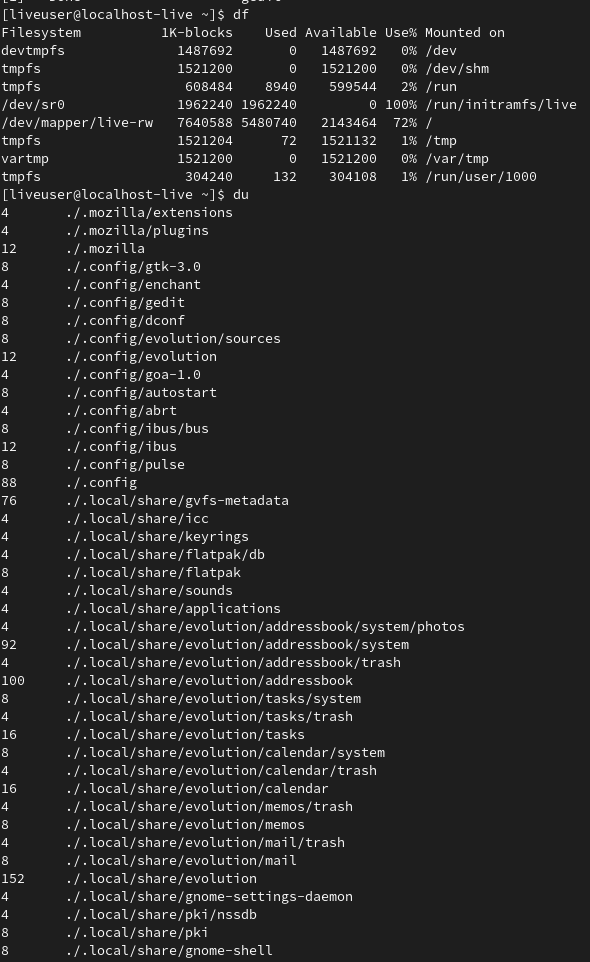 [liveuser@localhost-live ~]$ df
Filesystem 1K-blocks Used Available Use% Mounted on
devtmpfs 1487692 0 1487692 0% /dev
tmpfs 1521200 0 1521200 0% /dev/shm
tmpfs 608484 8940 599544 2% /run
/dev/sr0 1962240 1962240 0 100% /run/initramfs/live
/dev/mapper/live-rw 7640588 5480740 2143464 72% /
tmpfs 1521204 72 1521132 1% /tmp
vartmp 1521200 0 1521200 0% /var/tmp
tmpfs 304240 132 304108 1% /run/user/1000
[liveuser@localhost-live ~]$ du
4 ./.mozilla/extensions
4 ./.mozilla/plugins
12 ./.mozilla
8 ./.config/gtk-3.0
4 ./.config/enchant
8 ./.config/gedit
8 ./.config/dconf
8 ./.config/evolution/sources
12 ./.config/evolution
4 ./.config/goa-1.0
8 ./.config/autostart
4 ./.config/abrt
8 ./.config/ibus/bus
12 ./.config/ibus
8 ./.config/pulse
88 ./.config
76 ./.local/share/gvfs-metadata
4 ./.local/share/icc
4 ./.local/share/keyrings
4 ./.local/share/flatpak/db
8 ./.local/share/flatpak
4 ./.local/share/sounds
4 ./.local/share/applications
4 ./.local/share/evolution/addressbook/system/photos
92 ./.local/share/evolution/addressbook/system
4 ./.local/share/evolution/addressbook/trash
100 ./.local/share/evolution/addressbook
8 ./.local/share/evolution/tasks/system
4 ./.local/share/evolution/tasks/trash
16 ./.local/share/evolution/tasks
8 ./.local/share/evolution/calendar/system
4 ./.local/share/evolution/calendar/trash
16 ./.local/share/evolution/calendar
4 ./.local/share/evolution/memos/trash
8 ./.local/share/evolution/memos
4 ./.local/share/evolution/mail/trash
8 ./.local/share/evolution/mail
152 ./.local/share/evolution
4 ./.local/share/gnome-settings-daemon
4 ./.local/share/pki/nssdb
8 ./.local/share/pki
8 ./.local/share/gnome-shell